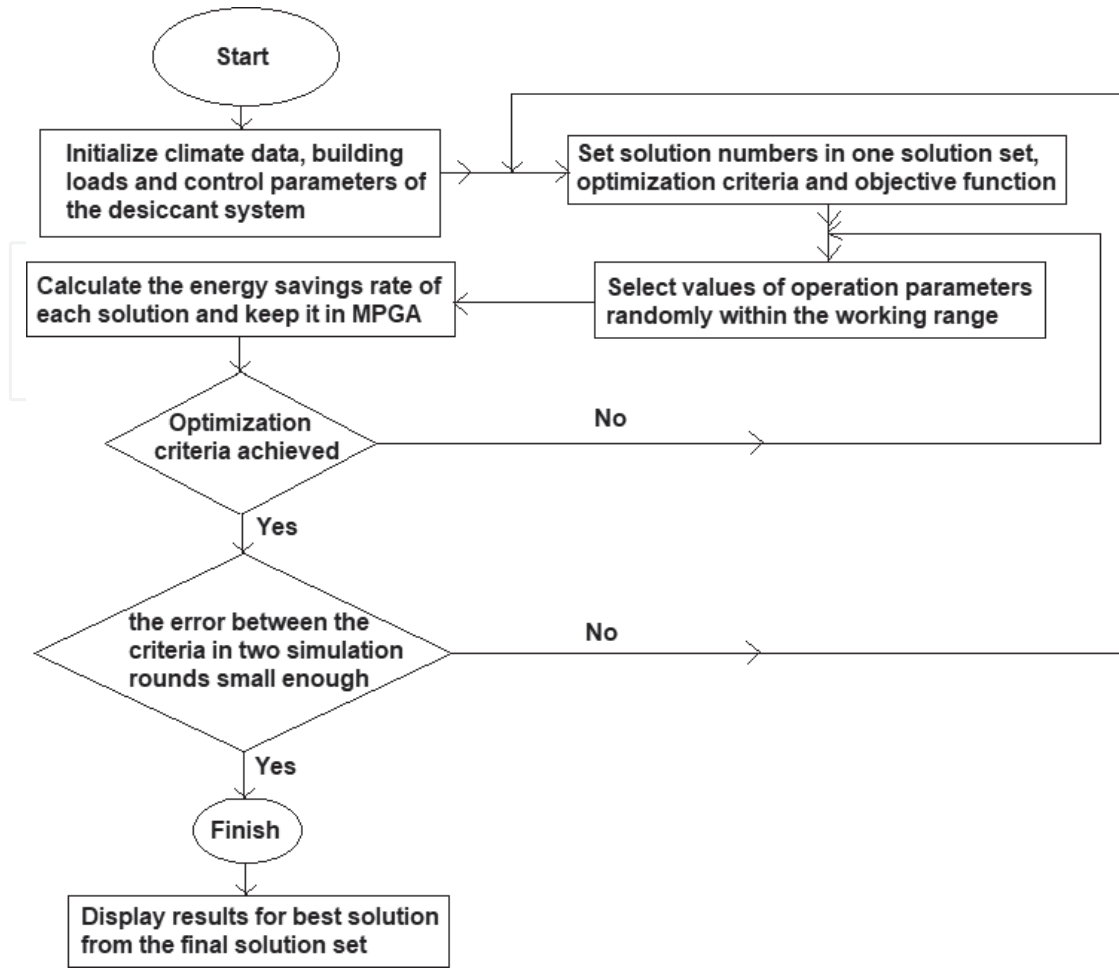 Start
Initialize climate data, building
loads and control parameters of
the desiccant system
Set solution numbers in one solution set,
optimization criteria and objective function
Calculate the energy savings rate of
each solution and keep it in MPGA
Select values of operation parameters
randomly within the working range
Optimization
criteria achieved
No
Yes
the error between the
criteria in two simulation
rounds small enough
No
Yes
Finish
Display results for best solution
from the final solution set